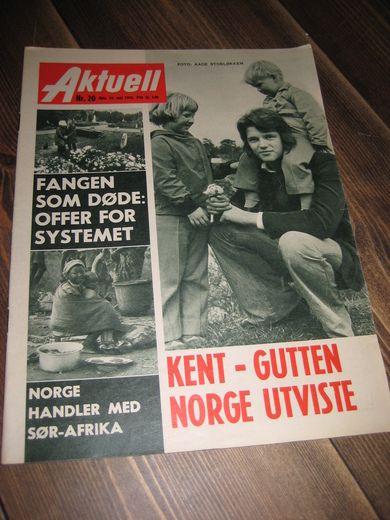 FOTO: AAGE STORLØKKEN
Aktuell
Nr. 20
FANGEN
SOM DØDE:
OFFER FOR
SYSTEMET
NORGE
HANDLER MED
SØR-AFRIKA
KENT - GUTTEN
NORGE UTVISTE